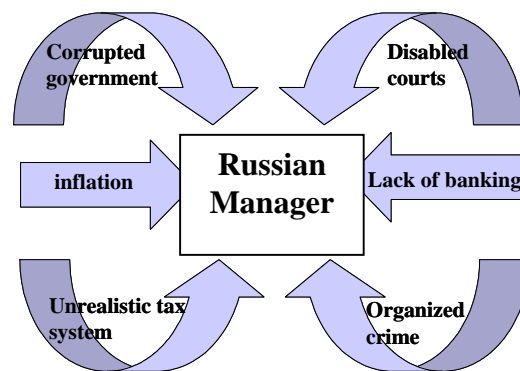 Corrupted
government
Disabled
courts
Russian
Manager
inflation
Lack of banking
Unrealistic tax
system
Organized
crime